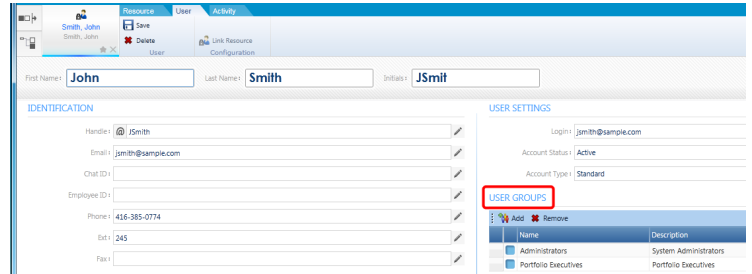 Resource User Activity
Smith, John
Smith, John
Save
Delete
User
Link Resource
Configuration
First Name: John Last Name: Smith Initials: JSmit
IDENTIFICATION
Handle: @ JSmith
Email: jsmith@sample.com
Chat ID:
Employee ID:
Phone: 416-385-0774
Ext: 245
Fax:
USER SETTINGS
Login: jsmith@sample.com
Account Status: Active
Account Type: Standard
USER GROUPS
Add Remove
Name Description
Administrators System Administrators
Portfolio Executives Portfolio Executives